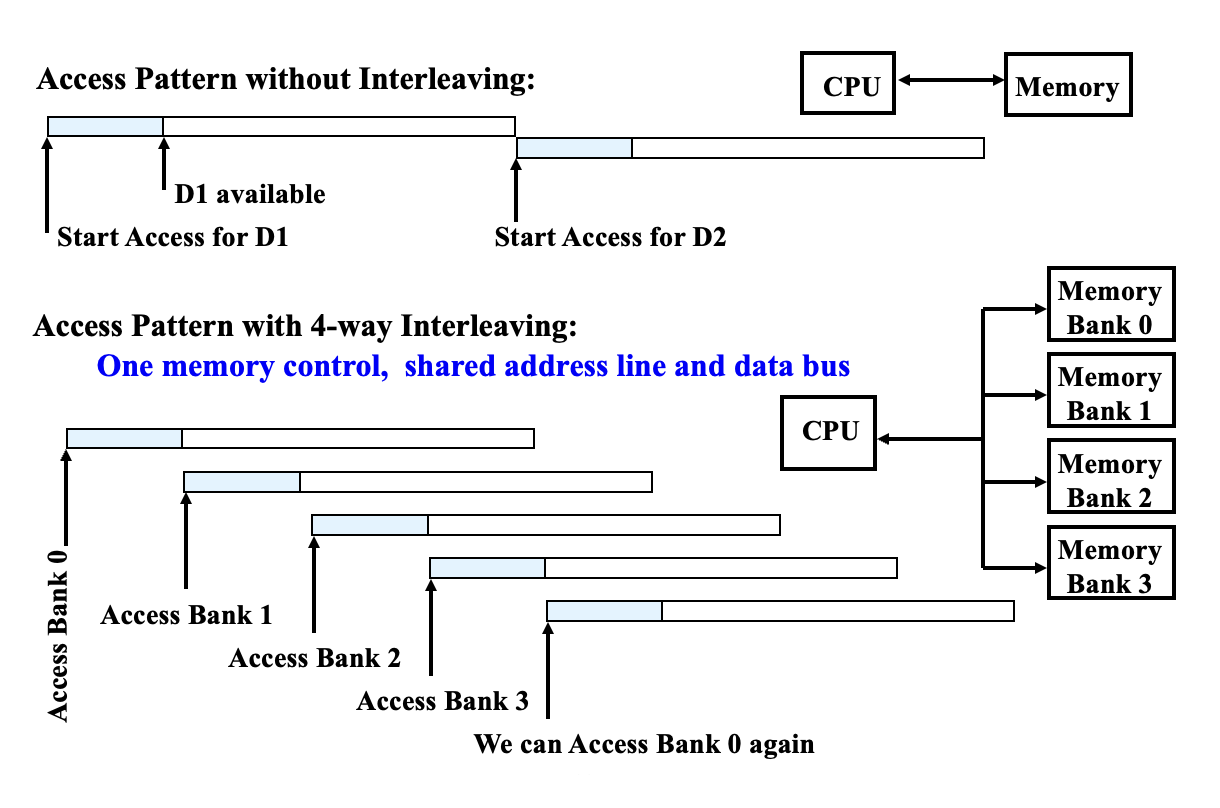 Access Pattern without Interleaving:
CPU
Memory
D1 available
Start Access for D1
Start Access for D2
Access Pattern with 4-way Interleaving:
One memory control,  shared address line and data bus
CPU
Memory
Bank 0
Memory
Bank 1
Memory
Bank 2
Memory
Bank 3
Access Bank 0
Access Bank 1
Access Bank 2
Access Bank 3
We can Access Bank 0 again